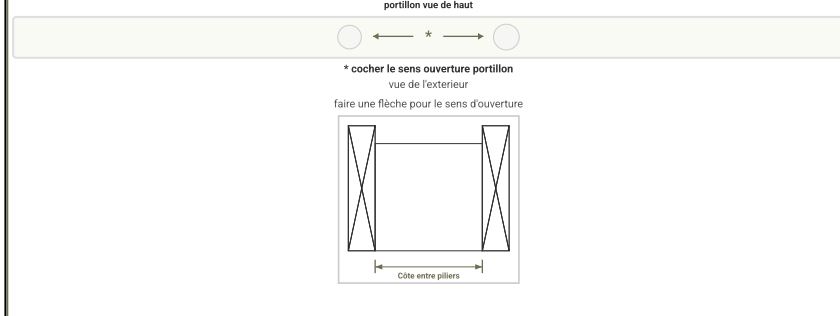 portillon vue de haut
*
* cocher le sens ouverture portillon
vue de l'exterieur
faire une flèche pour le sens d'ouverture
Côte entre piliers